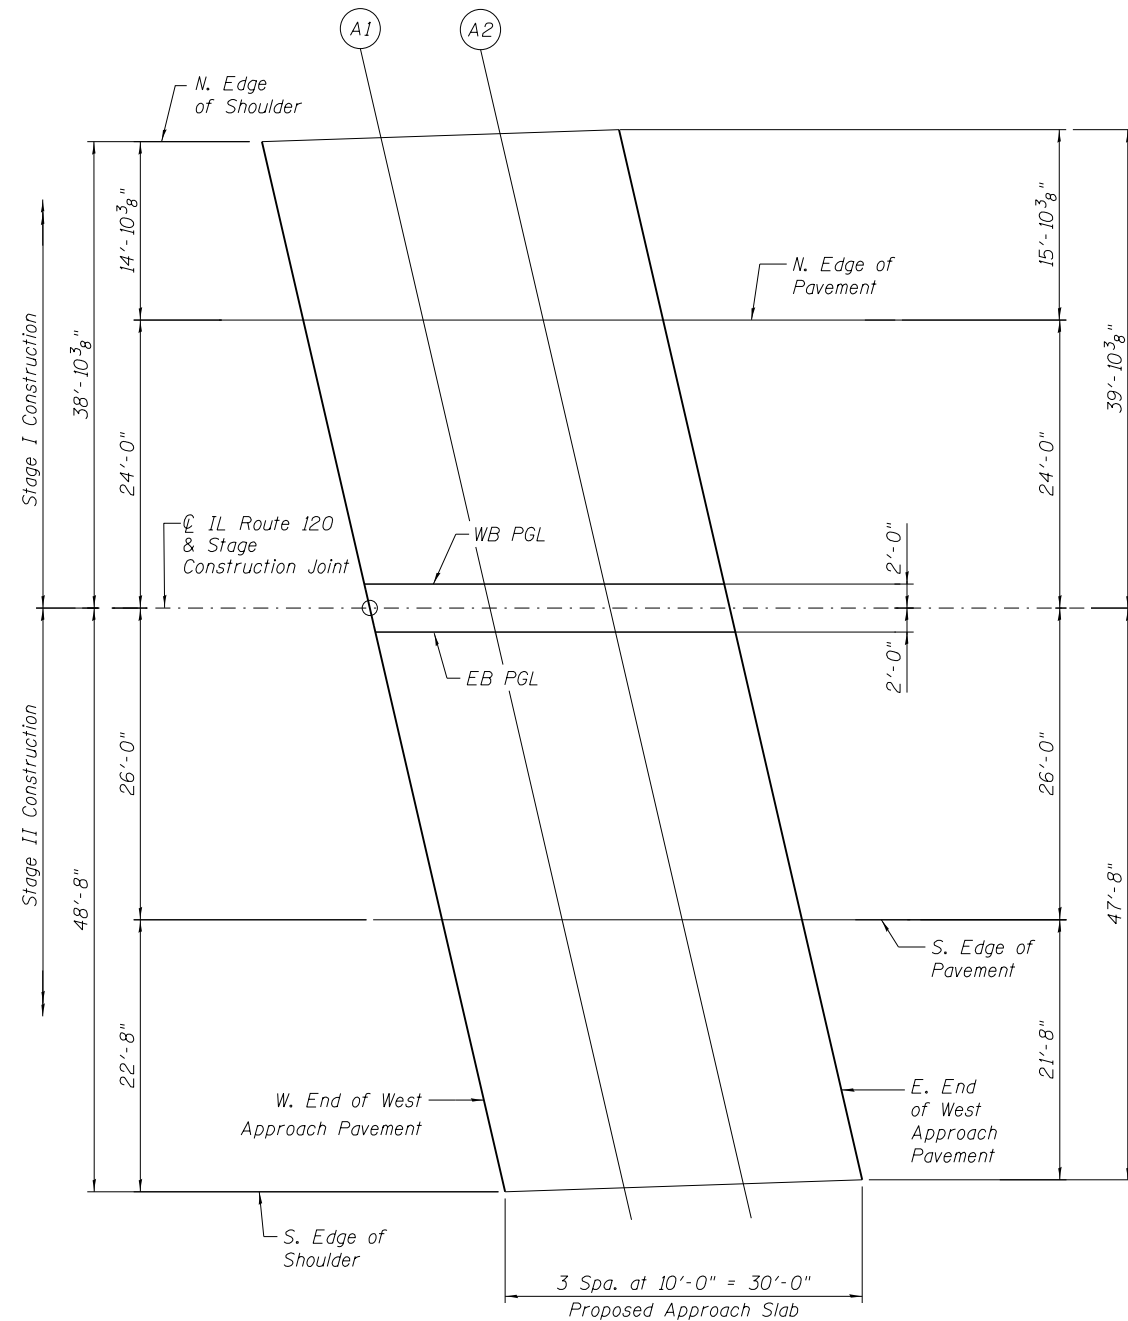 A1
A2
N. Edge
of Shoulder
14'-10 3/8"
15'-10 3/8"
N. Edge of
Pavement
Stage I Construction
38'-10 3/8"
39'-10 3/8"
24'-0"
24'-0"
℄ IL Route 120
& Stage
Construction Joint
WB PGL
2'-0"
EB PGL
2'-0"
Stage II Construction
26'-0"
26'-0"
48'-8"
47'-8"
S. Edge of
Pavement
22'-8"
21'-8"
W. End of West
Approach Pavement
E. End
of West
Approach
Pavement
S. Edge of
Shoulder
3 Spa. at 10'-0" = 30'-0"
Proposed Approach Slab